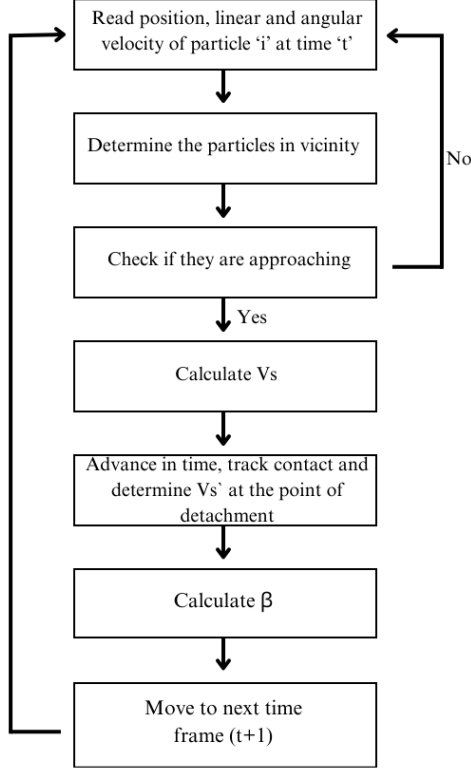 Read position, linear and angular
velocity of particle ‘i’ at time ‘t’
Determine the particles in vicinity
No
Check if they are approaching
Yes
Calculate Vs
Advance in time, track contact and
determine Vs` at the point of
detachment
Calculate β
Move to next time
frame (t+1)